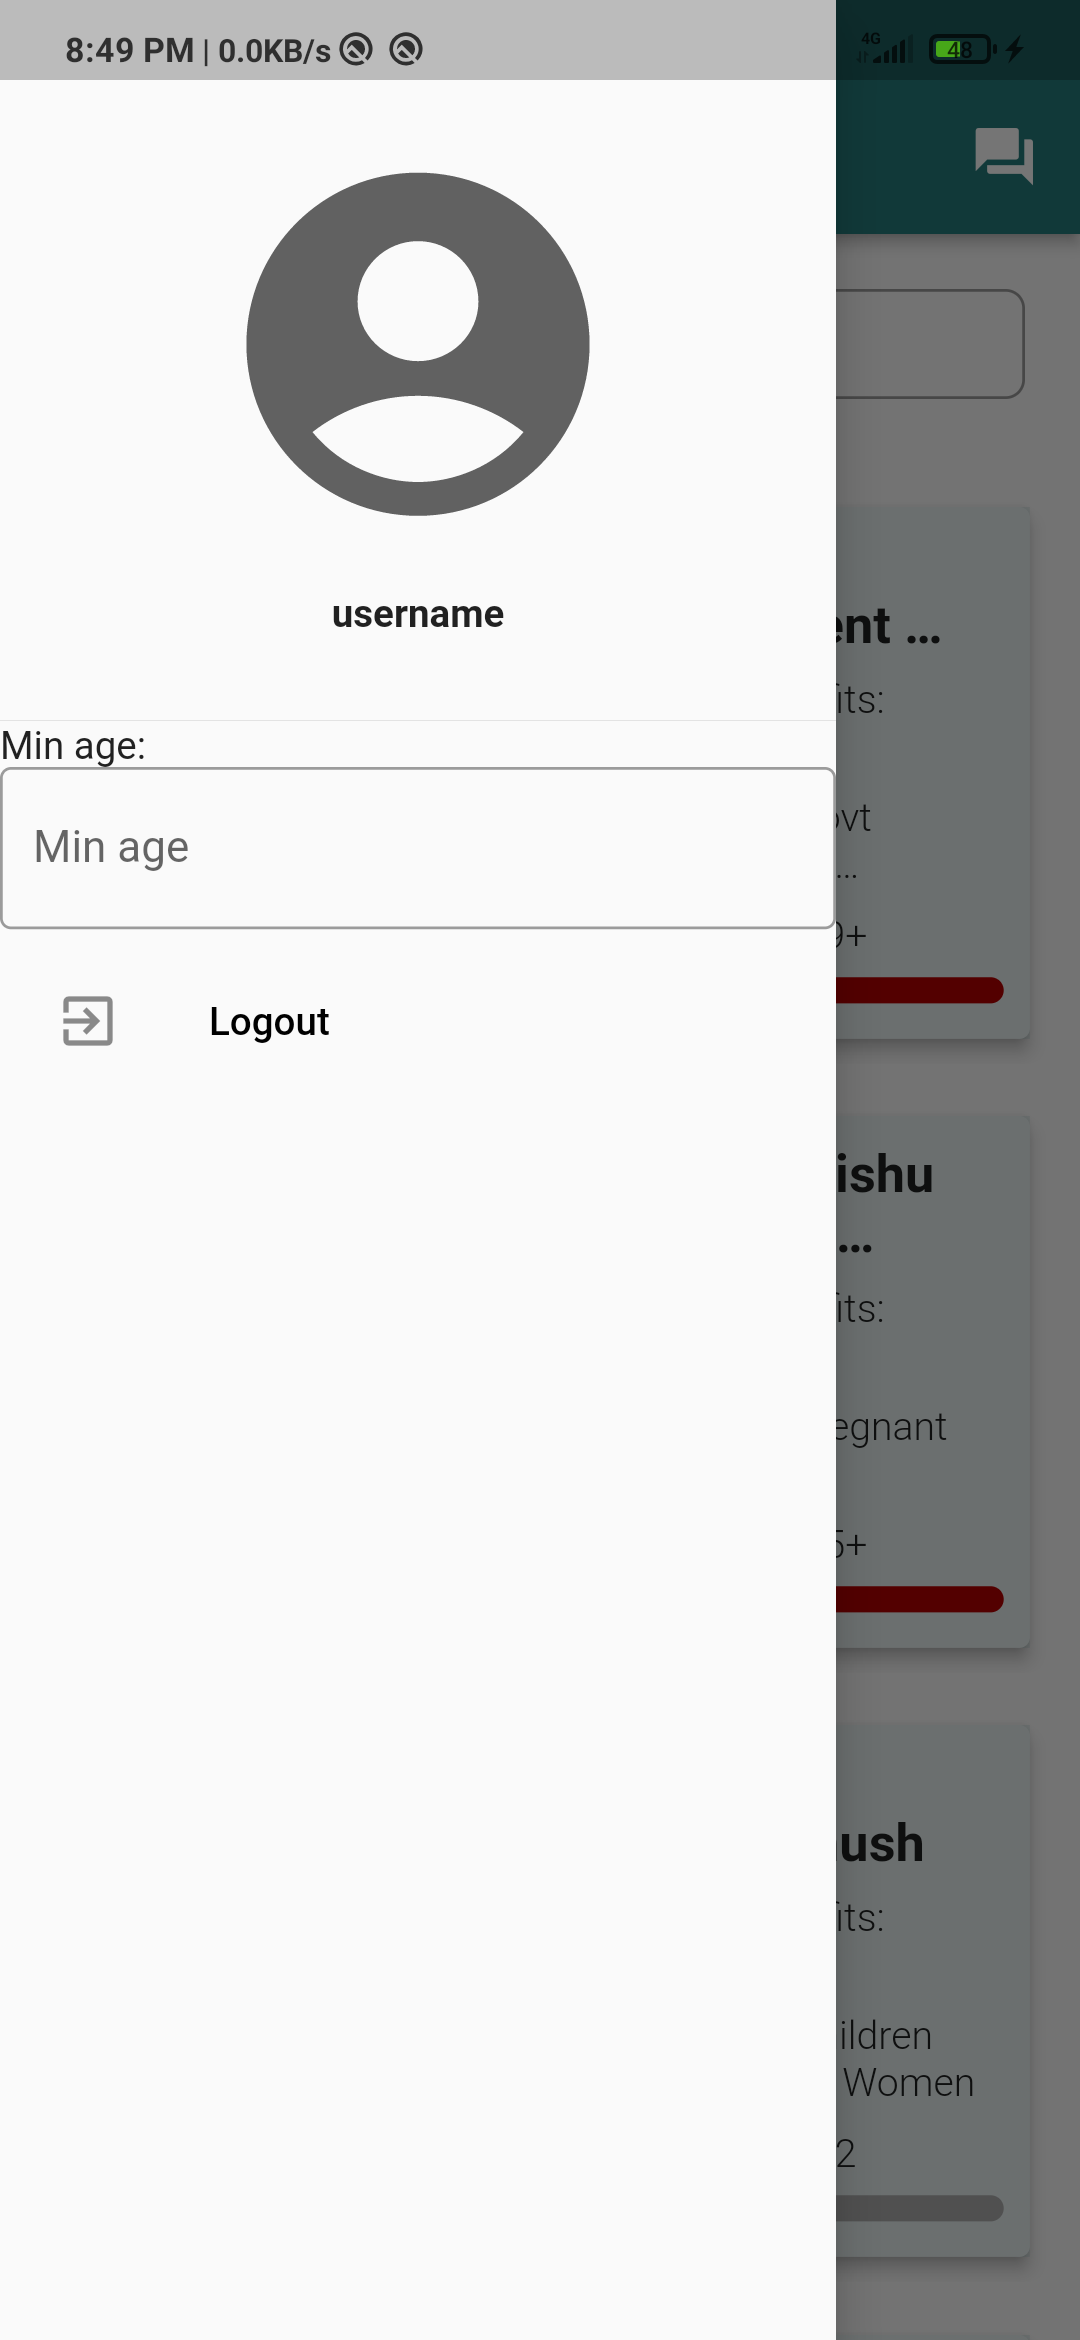 8:49 PM | 0.0KB/s
4G
48
username
Min age:
Min age
Logout
ent ...
its:
ovt
...
9+
ishu
...
its:
egnant
5+
ush
its:
ildren
Women
2